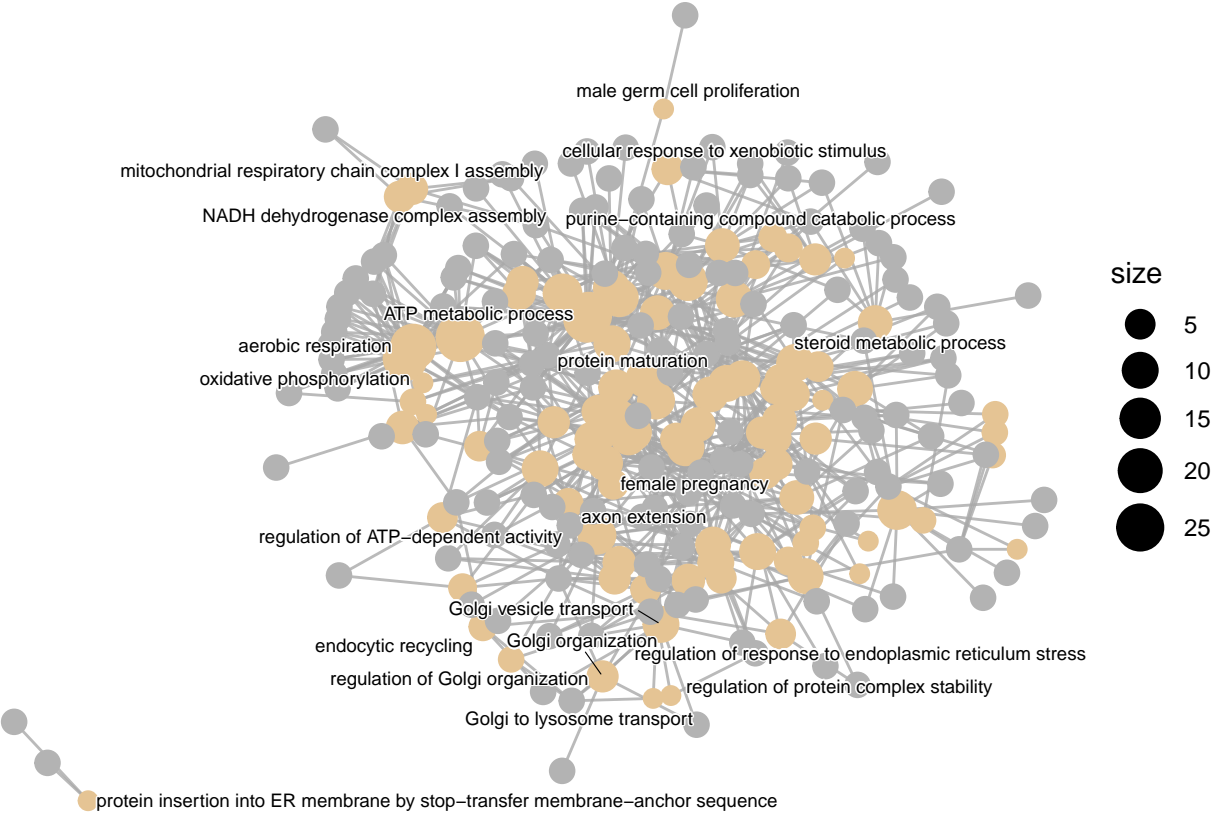 male germ cell proliferation
cellular response to xenobiotic stimulus
mitochondrial respiratory chain complex I assembly
NADH dehydrogenase complex assembly
purine−containing compound catabolic process
size
ATP metabolic process
5
aerobic respiration
steroid metabolic process
protein maturation
10
oxidative phosphorylation
15
20
female pregnancy
axon extension
25
regulation of ATP−dependent activity
Golgi vesicle transport
Golgi organization
endocytic recycling
regulation of response to endoplasmic reticulum stress
regulation of Golgi organization
regulation of protein complex stability
Golgi to lysosome transport
protein insertion into ER membrane by stop−transfer membrane−anchor sequence